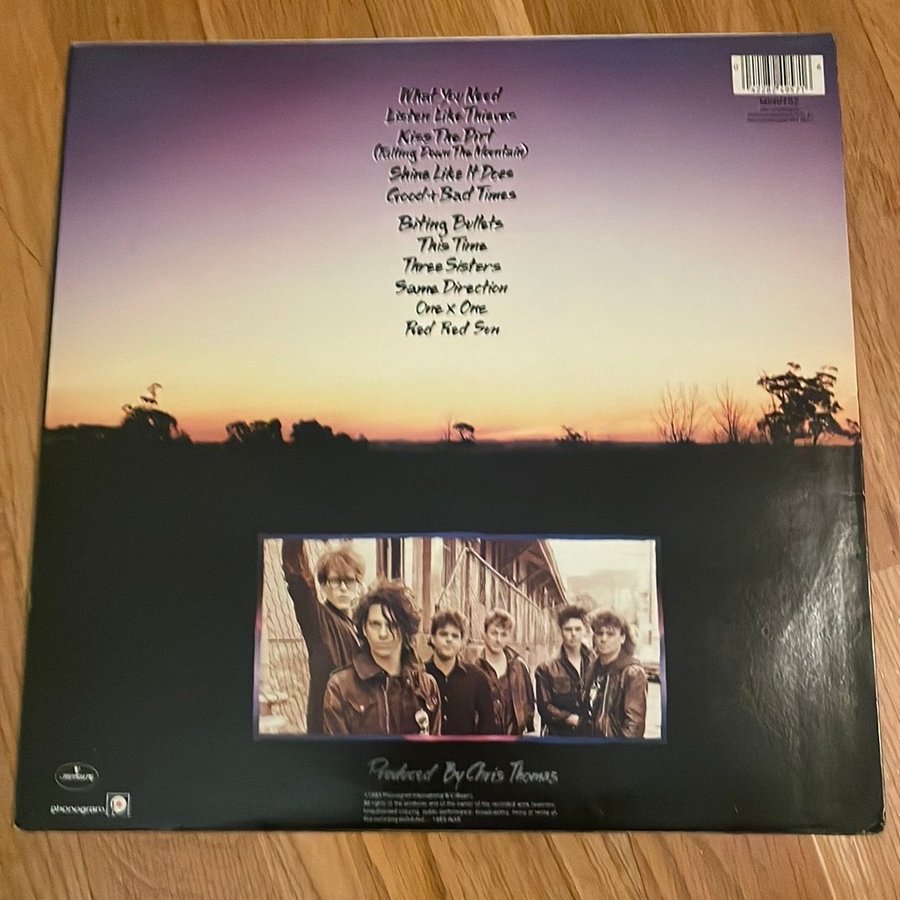 What You Need
Listen Like Thieves
Kiss The Dirt
(Falling Down The Mountain)
Shine Like It Does
Good + Bad Times
Biting Bullets
This Time
Three Sisters
Same Direction
One x One
Red Red Sun
Produced By Chris Thomas
mercury
phonogram